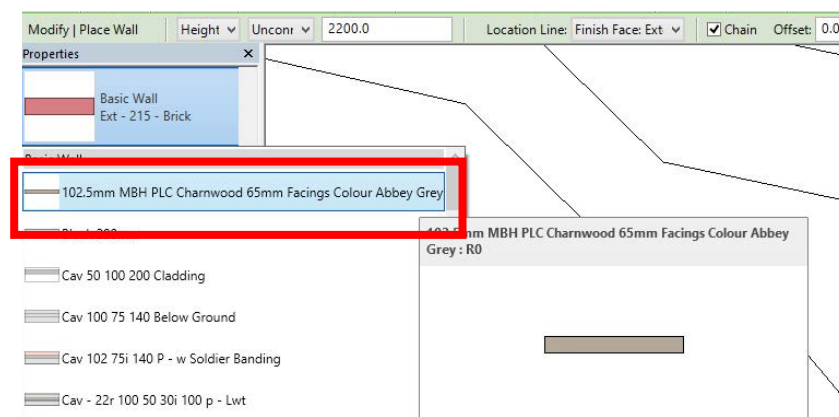 Modify | Place Wall Height Unconr 2200.0 Location Line: Finish Face: Ext Chain Offset: 0.0
Properties
Basic Wall
Ext - 215 - Brick
102.5mm MBH PLC Charnwood 65mm Facings Colour Abbey Grey
mm MBH PLC Charnwood 65mm Facings Colour Abbey
Grey : R0
Cav 50 100 200 Cladding
Cav 100 75 140 Below Ground
Cav 102 75i 140 P - w Soldier Banding
Cav - 22r 100 50 30i 100 p - Lwt